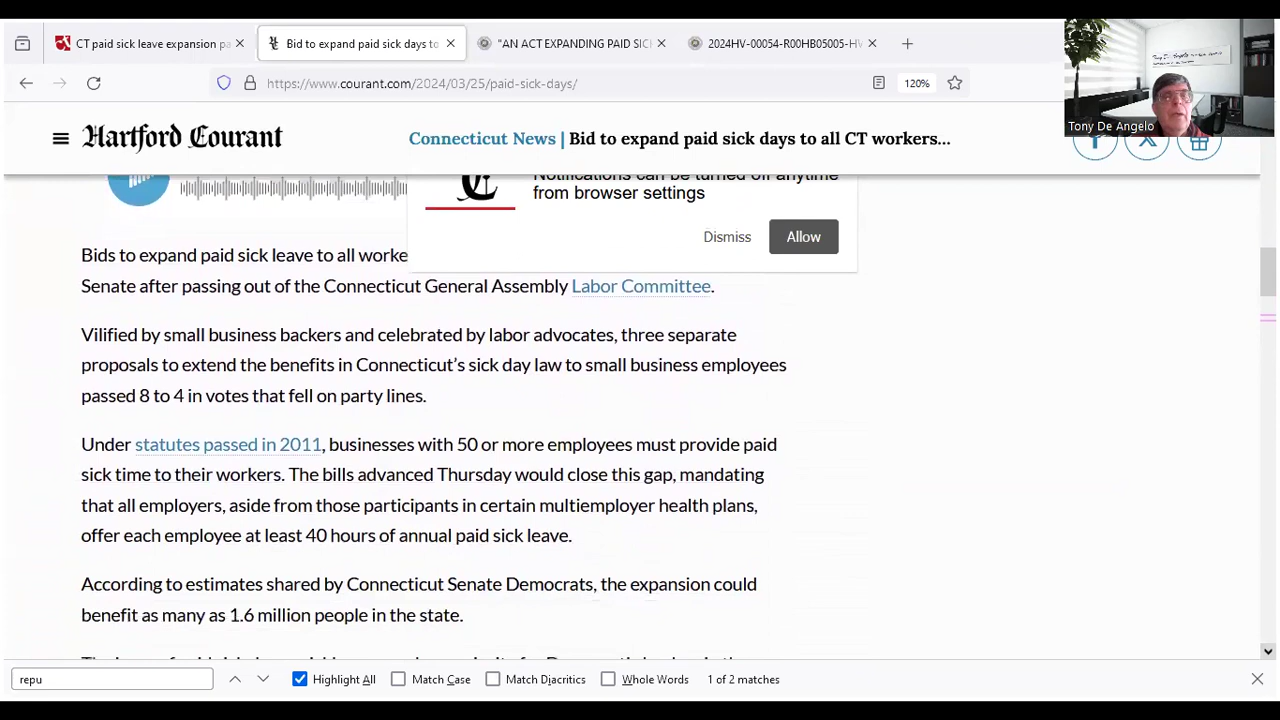 CT paid sick leave expansion pa
Bid to expand paid sick days to
"AN ACT EXPANDING PAID SICI
2024HV-00054-R00HB05005-HV
https://www.courant.com/2024/03/25/paid-sick-days/
120%
Tony De Angelo
Hartford Courant
Connecticut News | Bid to expand paid sick days to all CT workers...
Notifications can be turned off anytime
from browser settings
Dismiss
Allow
Bids to expand paid sick leave to all worke
Senate after passing out of the Connecticut General Assembly Labor Committee.
Vilified by small business backers and celebrated by labor advocates, three separate
proposals to extend the benefits in Connecticut's sick day law to small business employees
passed 8 to 4 in votes that fell on party lines.
Under statutes passed in 2011, businesses with 50 or more employees must provide paid
sick time to their workers. The bills advanced Thursday would close this gap, mandating
that all employers, aside from those participants in certain multiemployer health plans,
offer each employee at least 40 hours of annual paid sick leave.
According to estimates shared by Connecticut Senate Democrats, the expansion could
benefit as many as 1.6 million people in the state.
repu
Highlight All
Match Case
Match Diacritics
Whole Words
1 of 2 matches